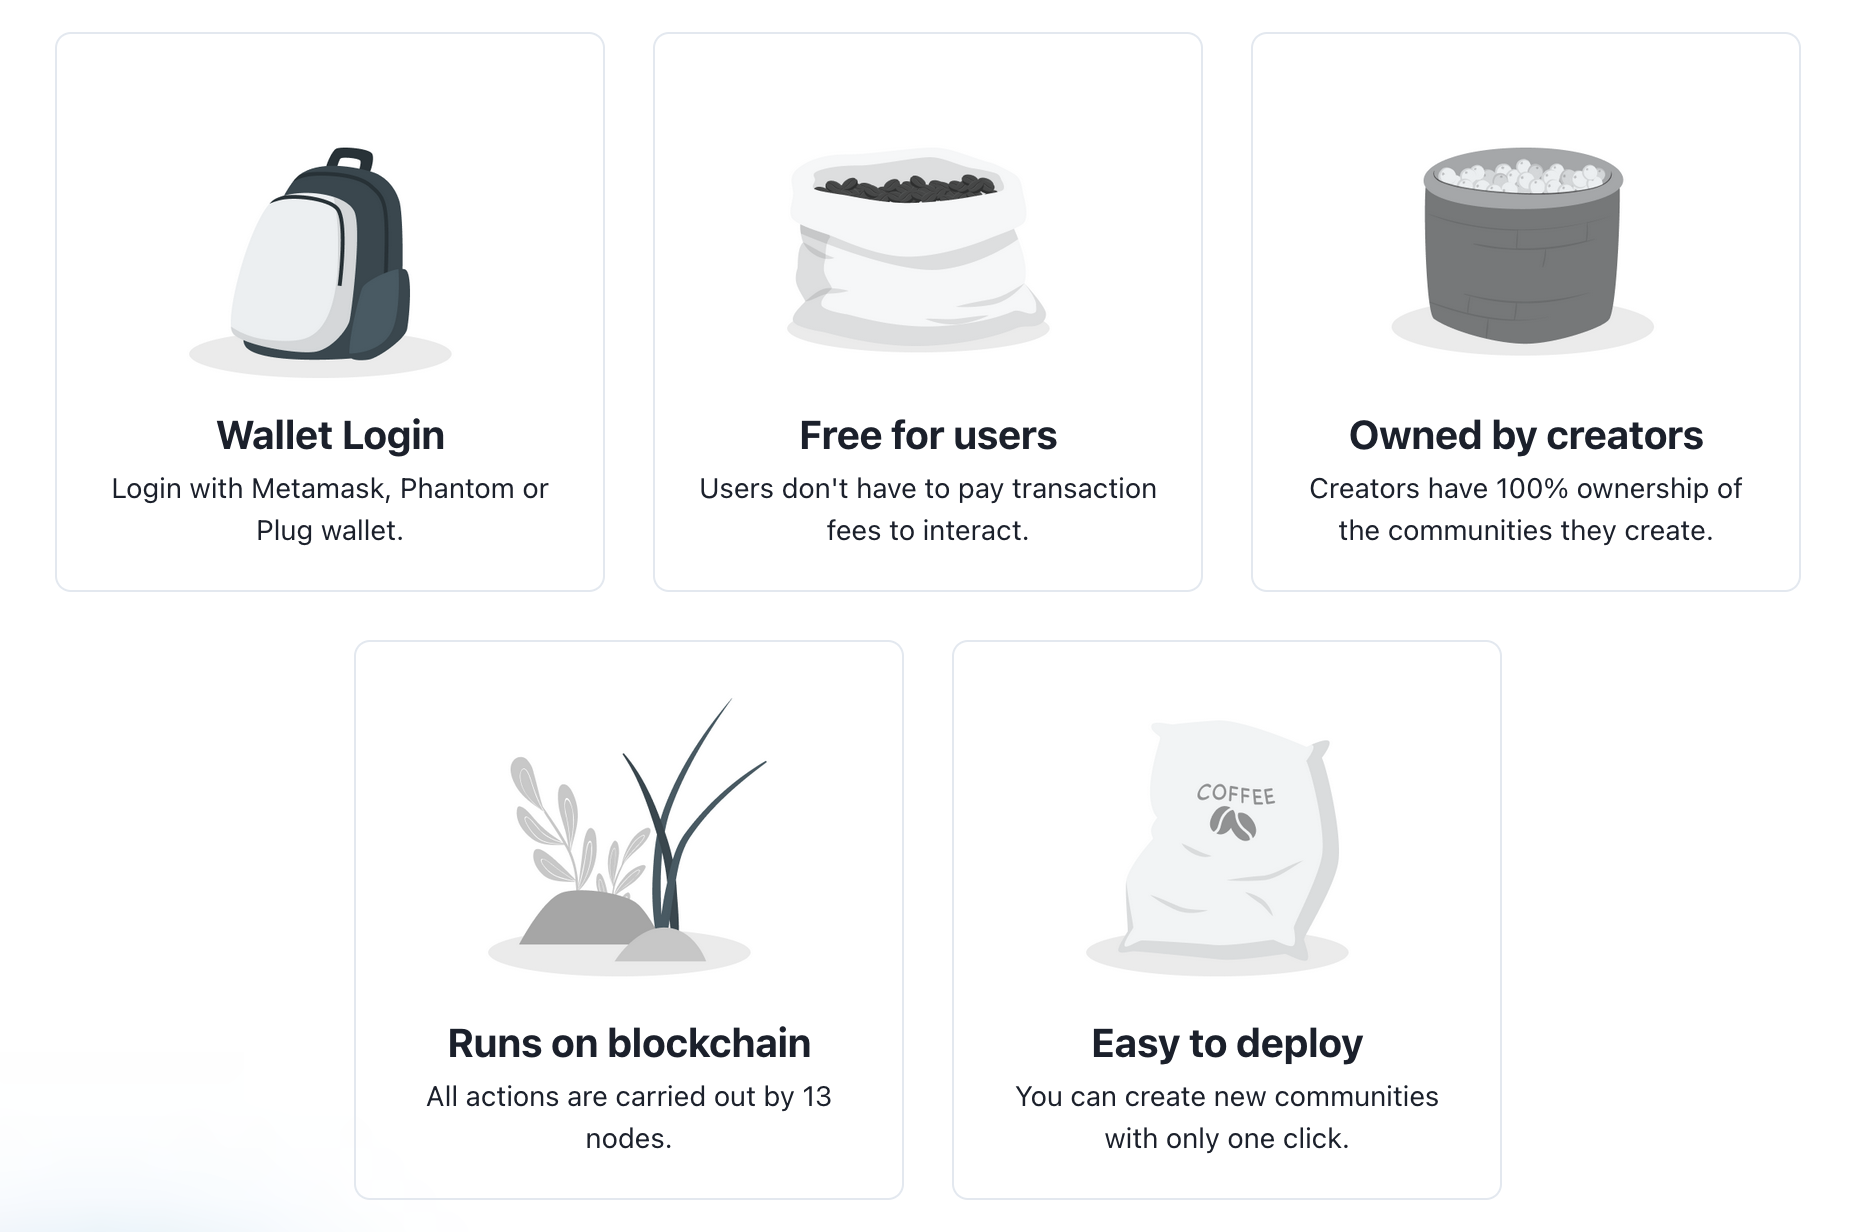 Wallet Login
Login with Metamask, Phantom or
Plug wallet.
Free for users
Users don't have to pay transaction
fees to interact.
Owned by creators
Creators have 100% ownership of
the communities they create.
COFFEE
Runs on blockchain
All actions are carried out by 13
nodes.
Easy to deploy
You can create new communities
with only one click.